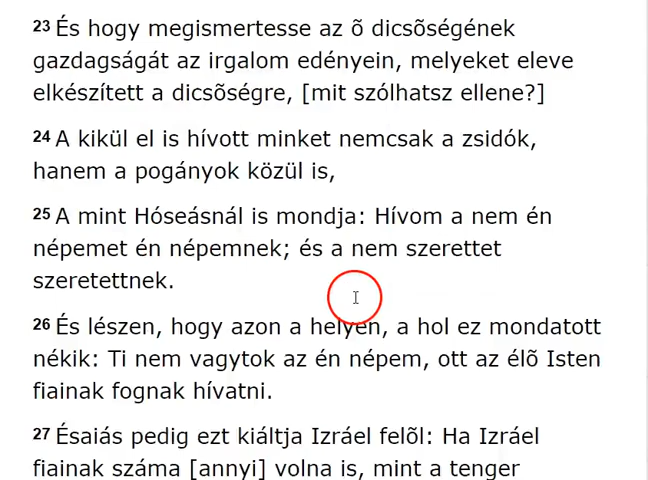 23 És hogy megismertesse az õ dicsõségének
gazdagságát az irgalom edényein, melyeket eleve
elkészített a dicsõségre, [mit szólhatsz ellene?]
24 A kikül el is hívott minket nemcsak a zsidók,
hanem a pogányok közül is,
25 A mint Hóseásnál is mondja: Hívom a nem én
népemet én népemnek; és a nem szerettet
szeretettnek.
26 És lészen, hogy azon a helyen, a hol ez mondatott
nékik: Ti nem vagytok az én népem, ott az élõ Isten
fiainak fognak hívatni.
27 Ésaiás pedig ezt kiáltja Izráel felõl: Ha Izráel
fiainak száma [annyi] volna is, mint a tenger